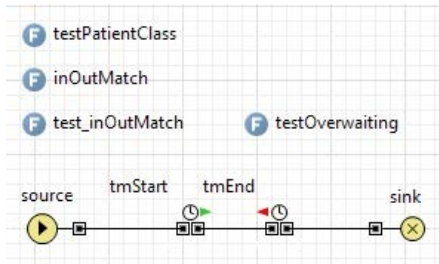 F testPatientClass
F inOutMatch
F test_inOutMatch F testOverwaiting
source tmStart tmEnd sink